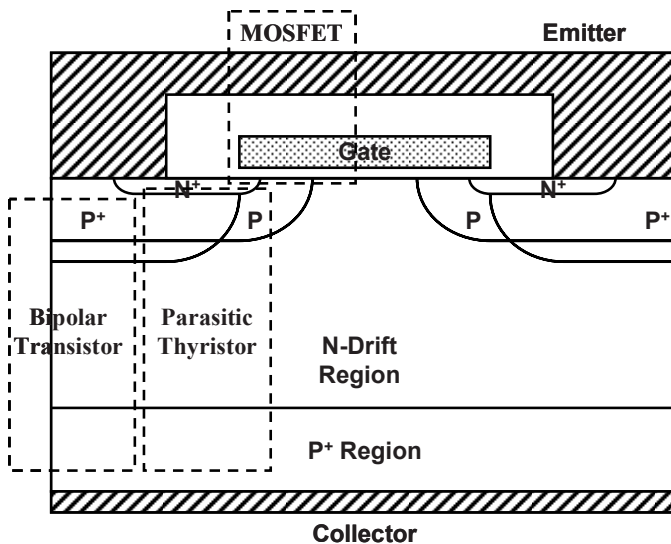 MOSFET
Emitter
Gate
N+
N+
P+
P
P
P+
Bipolar
Transistor
Parasitic
Thyristor
N-Drift
Region
P+ Region
Collector